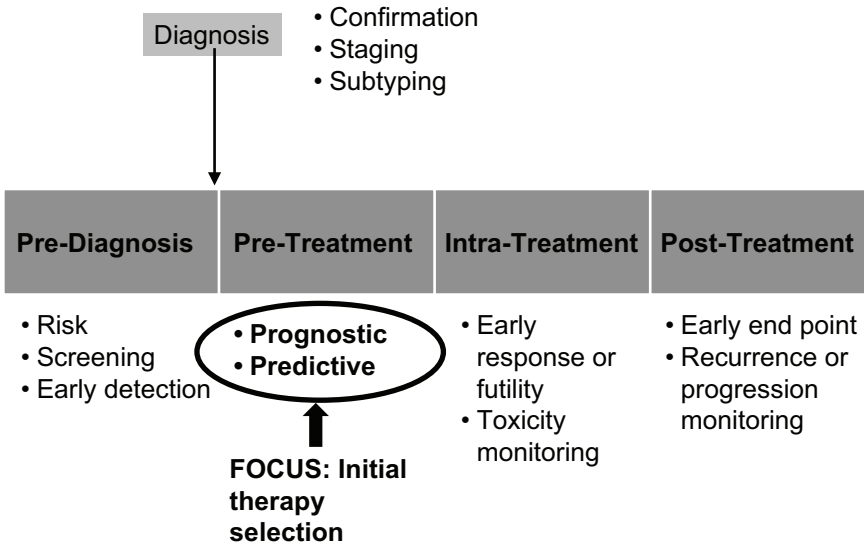 Diagnosis
• Confirmation
• Staging
• Subtyping
Pre-Diagnosis
Pre-Treatment
Intra-Treatment
Post-Treatment
• Risk
• Screening
• Early detection
• Prognostic
• Predictive
FOCUS: Initial
therapy
selection
• Early
response or
futility
• Toxicity
monitoring
• Early end point
• Recurrence or
progression
monitoring